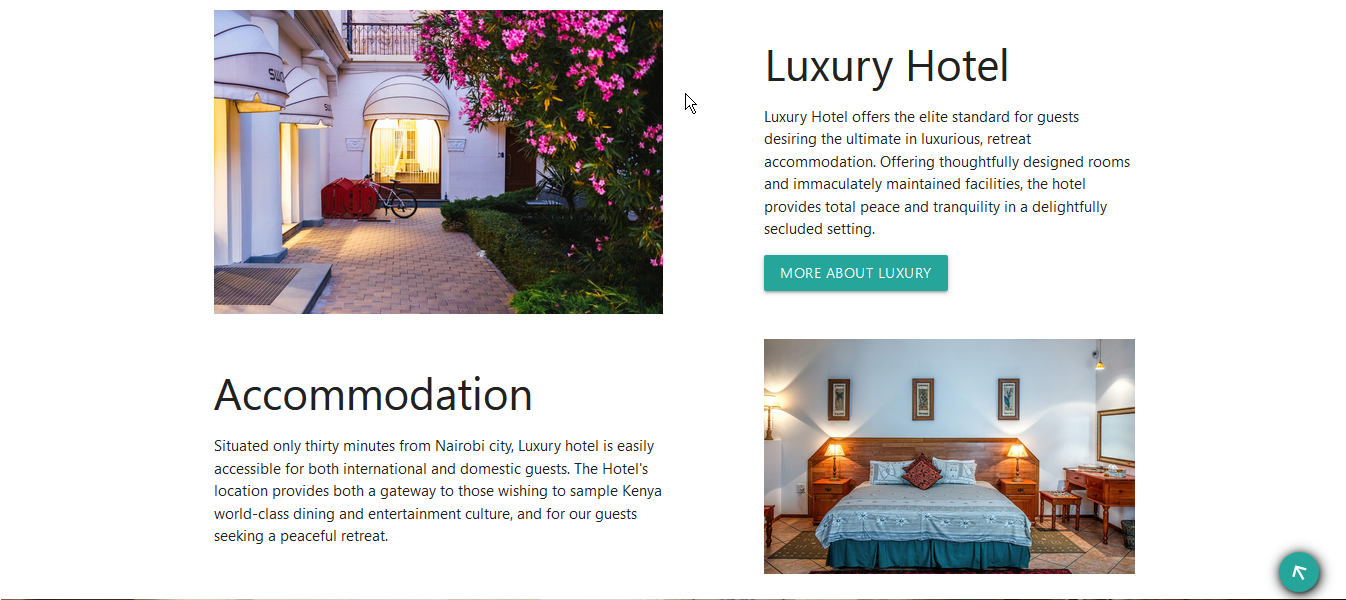 Luxury Hotel
Luxury Hotel offers the elite standard for guests
desiring the ultimate in luxurious, retreat
accommodation. Offering thoughtfully designed rooms
and immaculately maintained facilities, the hotel
provides total peace and tranquility in a delightfully
secluded setting.
MORE ABOUT LUXURY
Accommodation
Situated only thirty minutes from Nairobi city, Luxury hotel is easily
accessible for both international and domestic guests. The Hotel's
location provides both a gateway to those wishing to sample Kenya
world-class dining and entertainment culture, and for our guests
seeking a peaceful retreat.